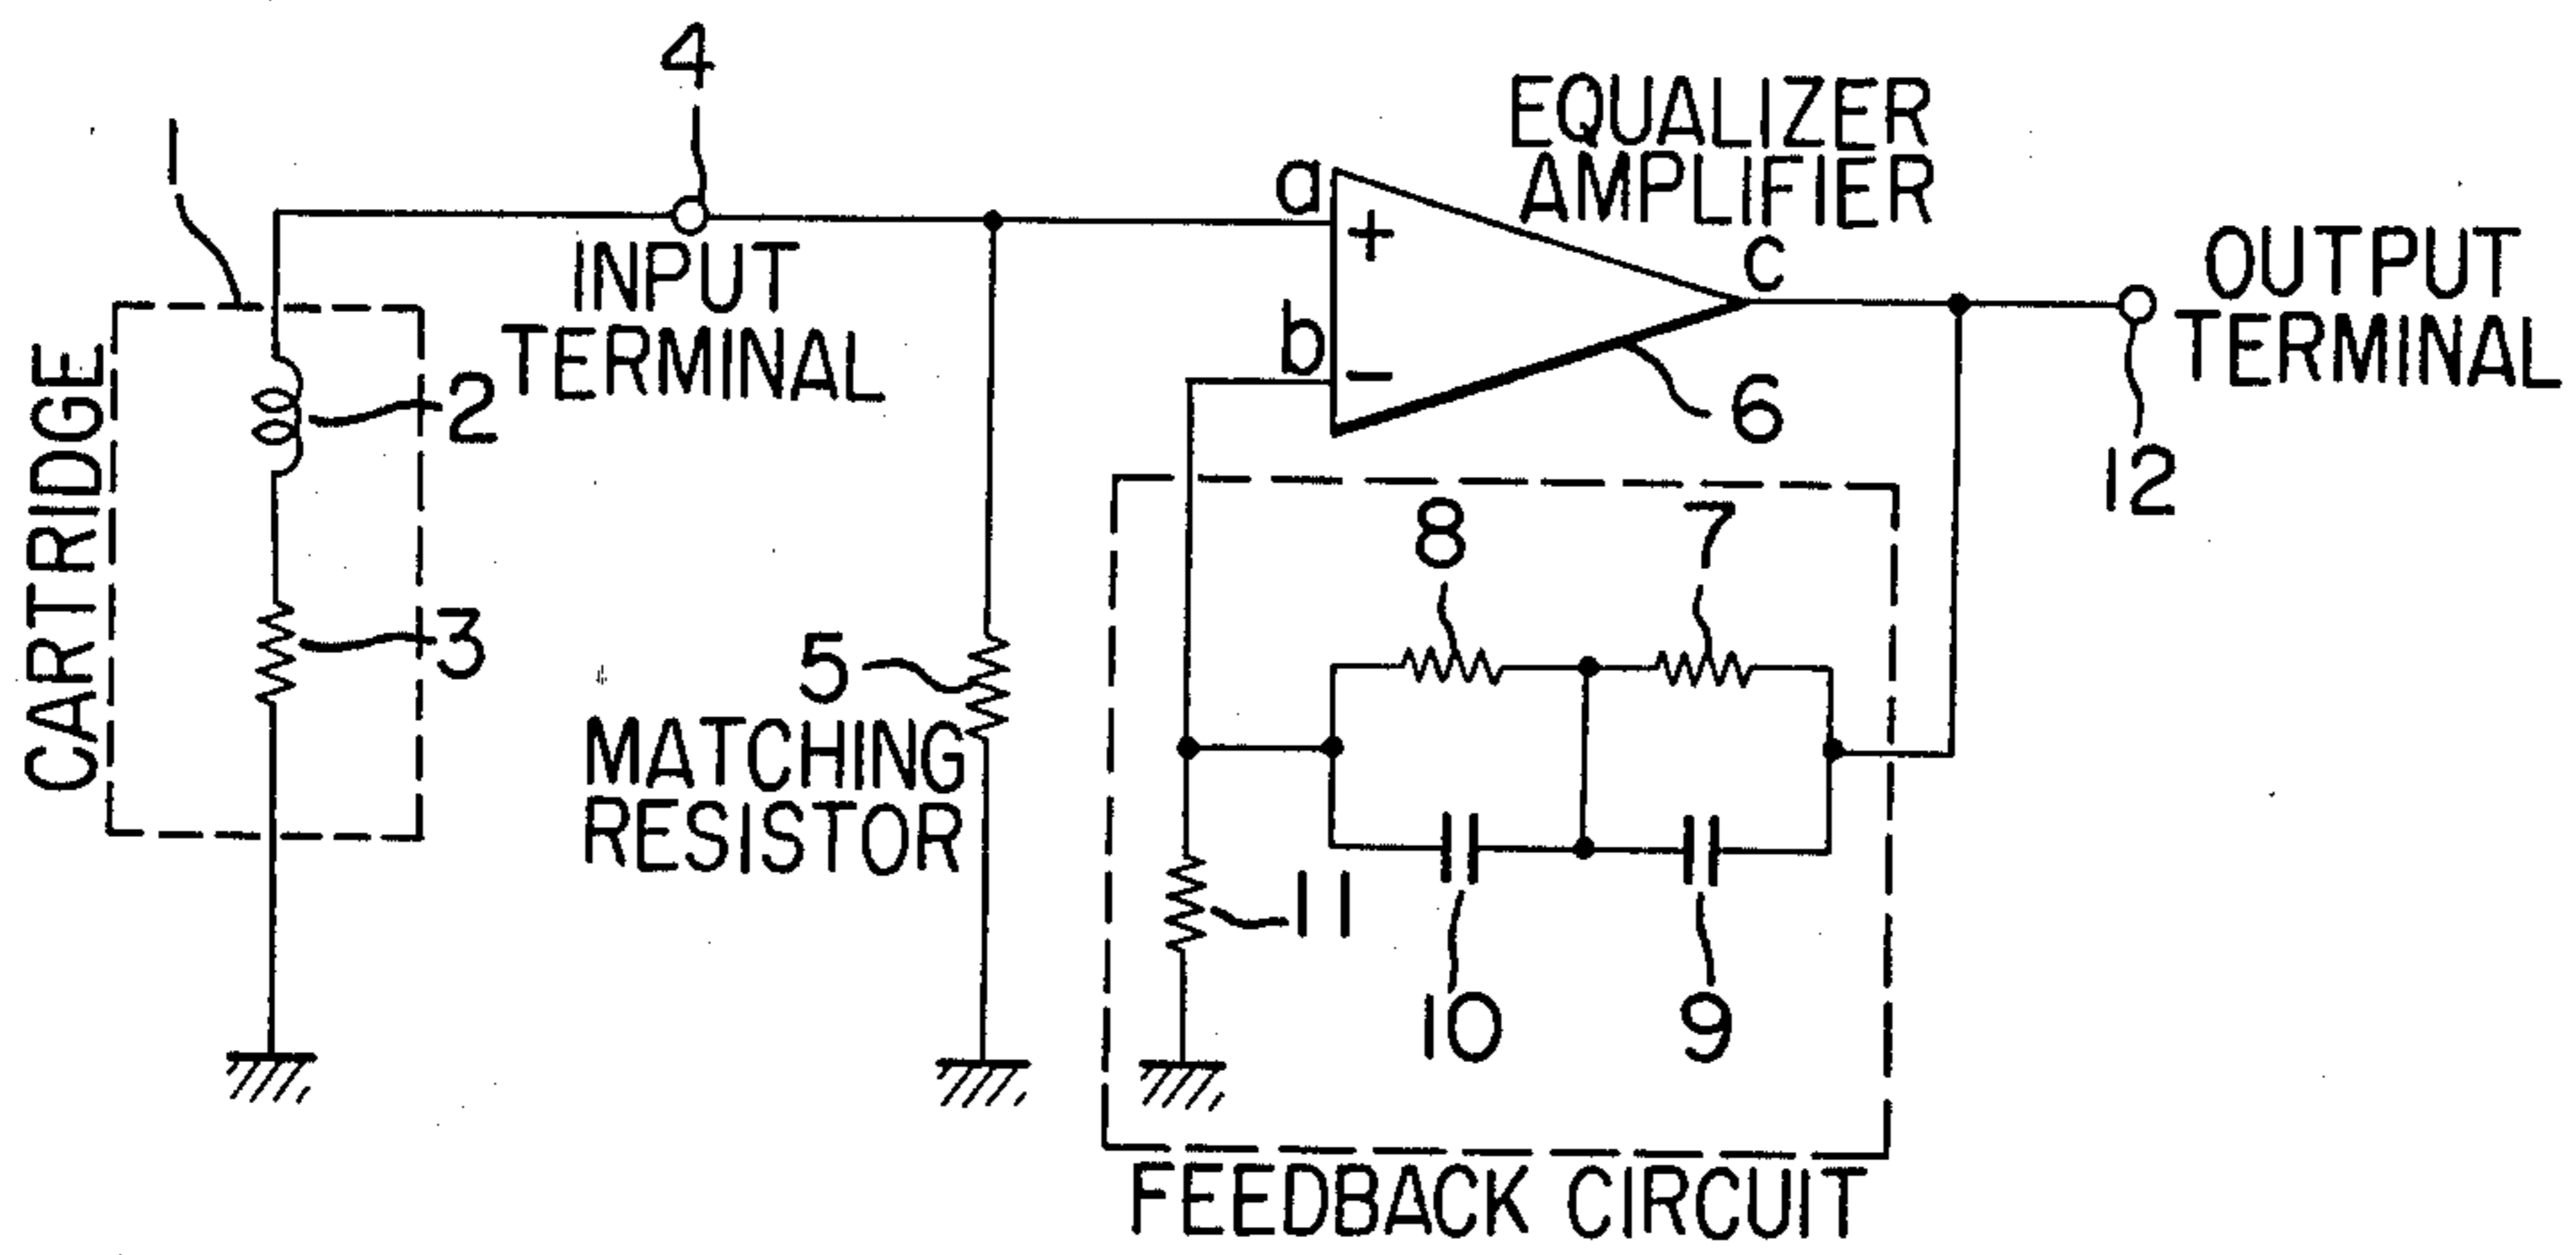 4
1
EQUALIZER
AMPLIFIER
a
+
c
INPUT
TERMINAL
OUTPUT
TERMINAL
b
-
6
12
CARTRIDGE
2
3
5
MATCHING
RESISTOR
8
7
11
10
9
FEEDBACK CIRCUIT